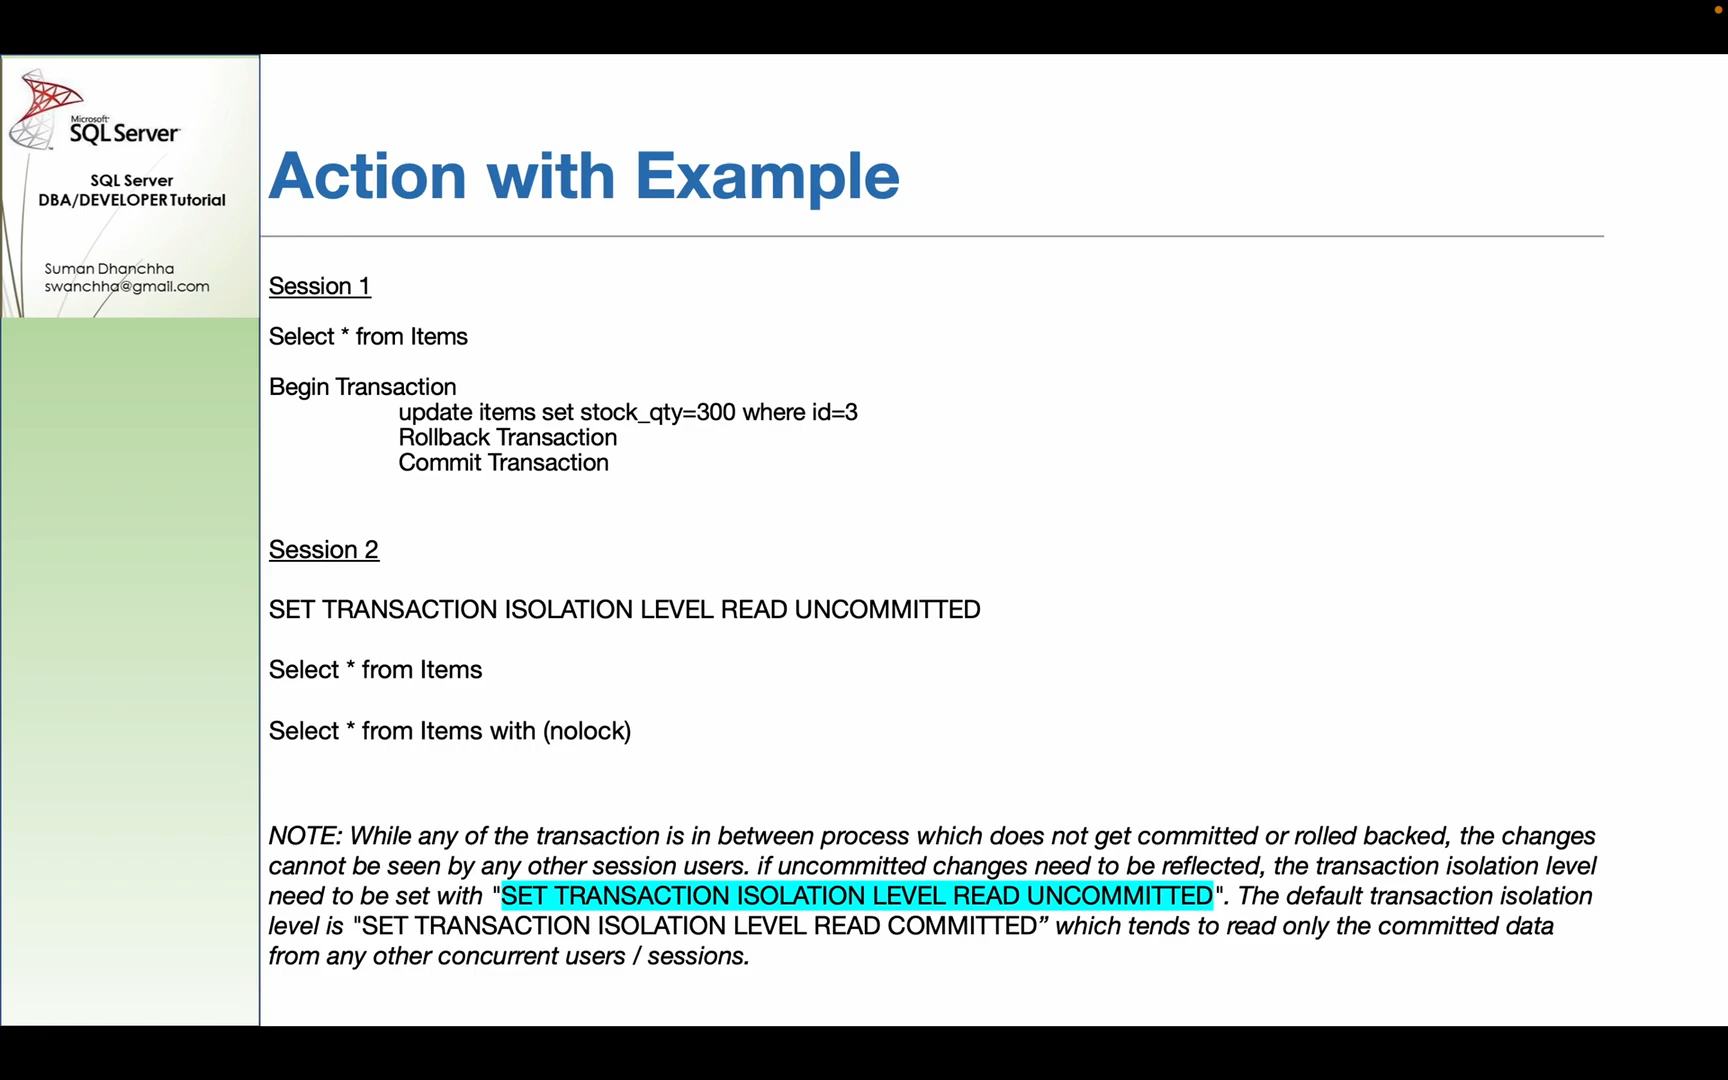 Microsoft
SQL Server
SQL Server
DBA/DEVELOPER Tutorial
Suman Dhanchha
swanchha@gmail.com
Action with Example
Session 1
Select * from Items
Begin Transaction
update items set stock_qty=300 where id=3
Rollback Transaction
Commit Transaction
Session 2
SET TRANSACTION ISOLATION LEVEL READ UNCOMMITTED
Select * from Items
Select * from Items with (nolock)
NOTE: While any of the transaction is in between process which does not get committed or rolled backed, the changes
cannot be seen by any other session users. if uncommitted changes need to be reflected, the transaction isolation level
need to be set with "SET TRANSACTION ISOLATION LEVEL READ UNCOMMITTED". The default transaction isolation
level is "SET TRANSACTION ISOLATION LEVEL READ COMMITTED” which tends to read only the committed data
from any other concurrent users / sessions.